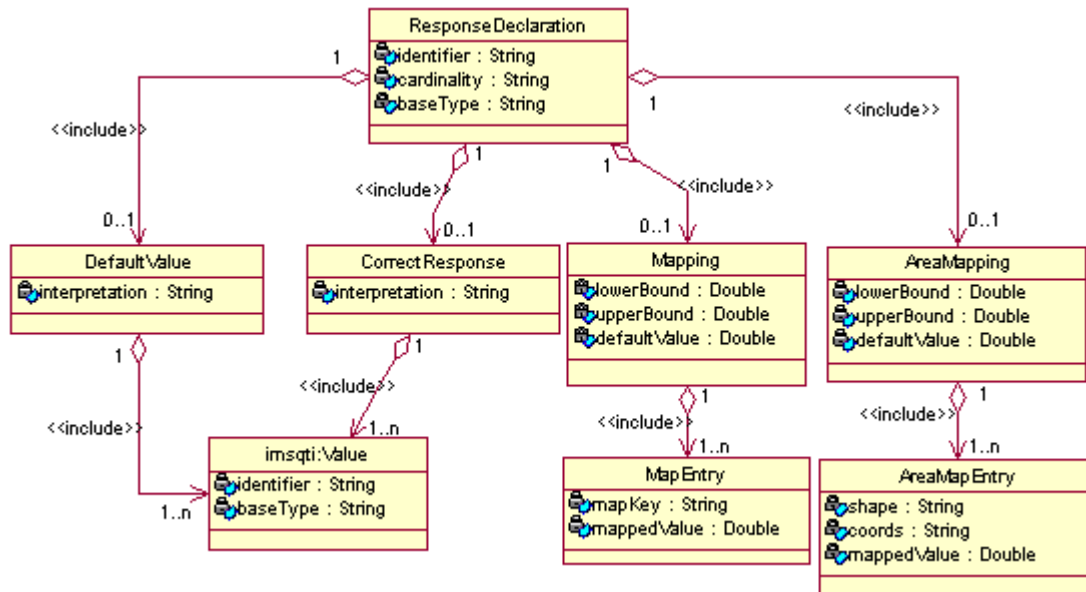 ResponseDeclaration
identifier : String
cardinality : String
baseType : String
1
1
1
1
<<include>>
<<include>>
<<include>>
<<include>>
0..1
0..1
0..1
0..1
DefaultValue
interpretation : String
CorrectResponse
interpretation : String
Mapping
lowerBound : Double
upperBound : Double
defaultValue : Double
AreaMapping
lowerBound : Double
upperBound : Double
defaultValue : Double
1
1
1
1
<<include>>
<<include>>
<<include>>
<<include>>
1..n
1..n
1..n
1..n
imsqti:Value
identifier : String
baseType : String
MapEntry
mapKey : String
mappedValue : Double
AreaMapEntry
shape : String
coords : String
mappedValue : Double